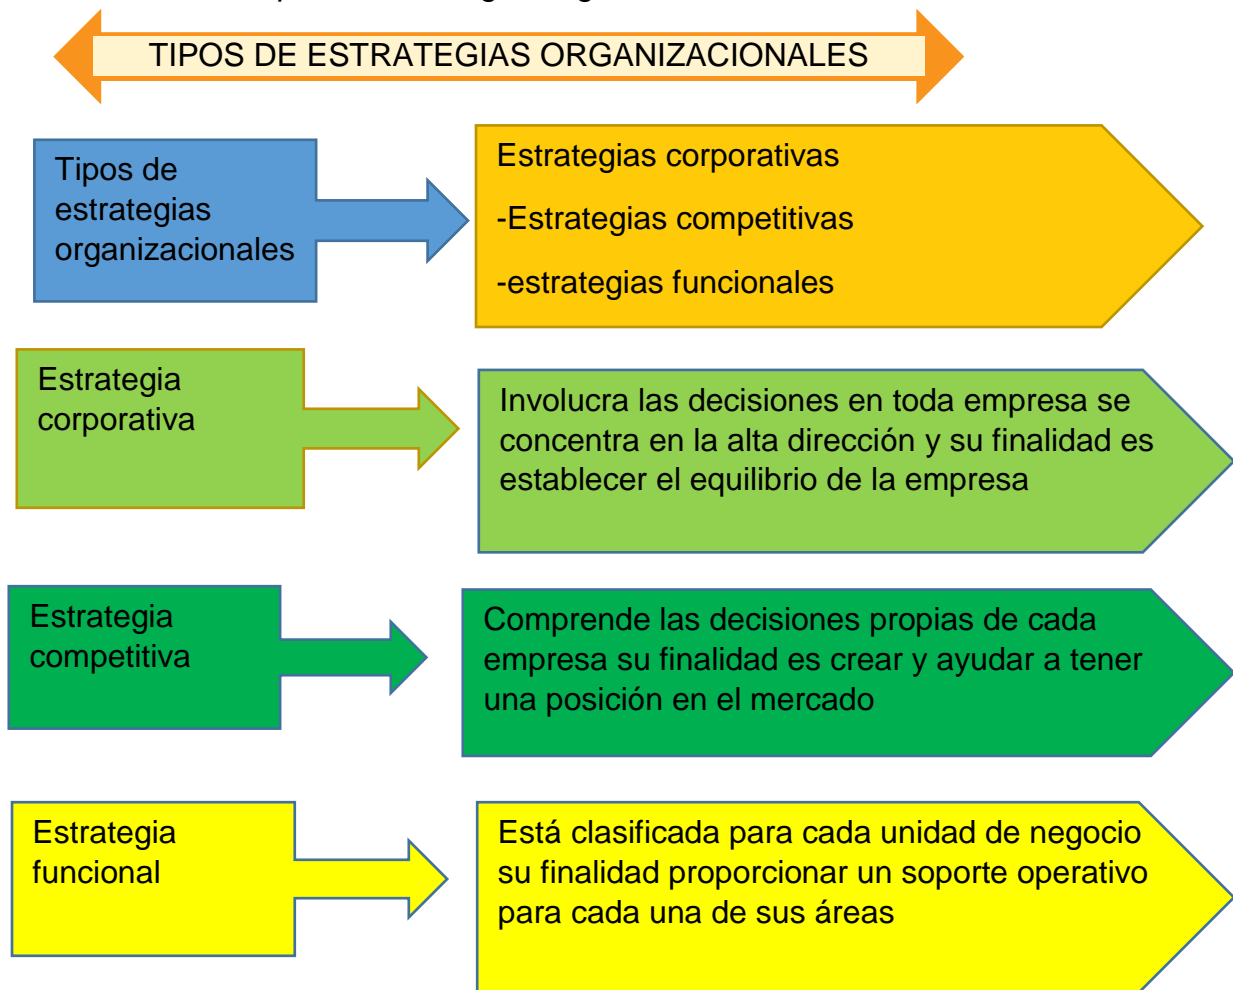 TIPOS DE ESTRATEGIAS ORGANIZACIONALES
Tipos de
estrategias
organizacionales
Estrategias corporativas
-Estrategias competitivas
-estrategias funcionales
Estrategia
corporativa
Involucra las decisiones en toda empresa se
concentra en la alta dirección y su finalidad es
establecer el equilibrio de la empresa
Estrategia
competitiva
Comprende las decisiones propias de cada
empresa su finalidad es crear y ayudar a tener
una posición en el mercado
Estrategia
funcional
Está clasificada para cada unidad de negocio
su finalidad proporcionar un soporte operativo
para cada una de sus áreas